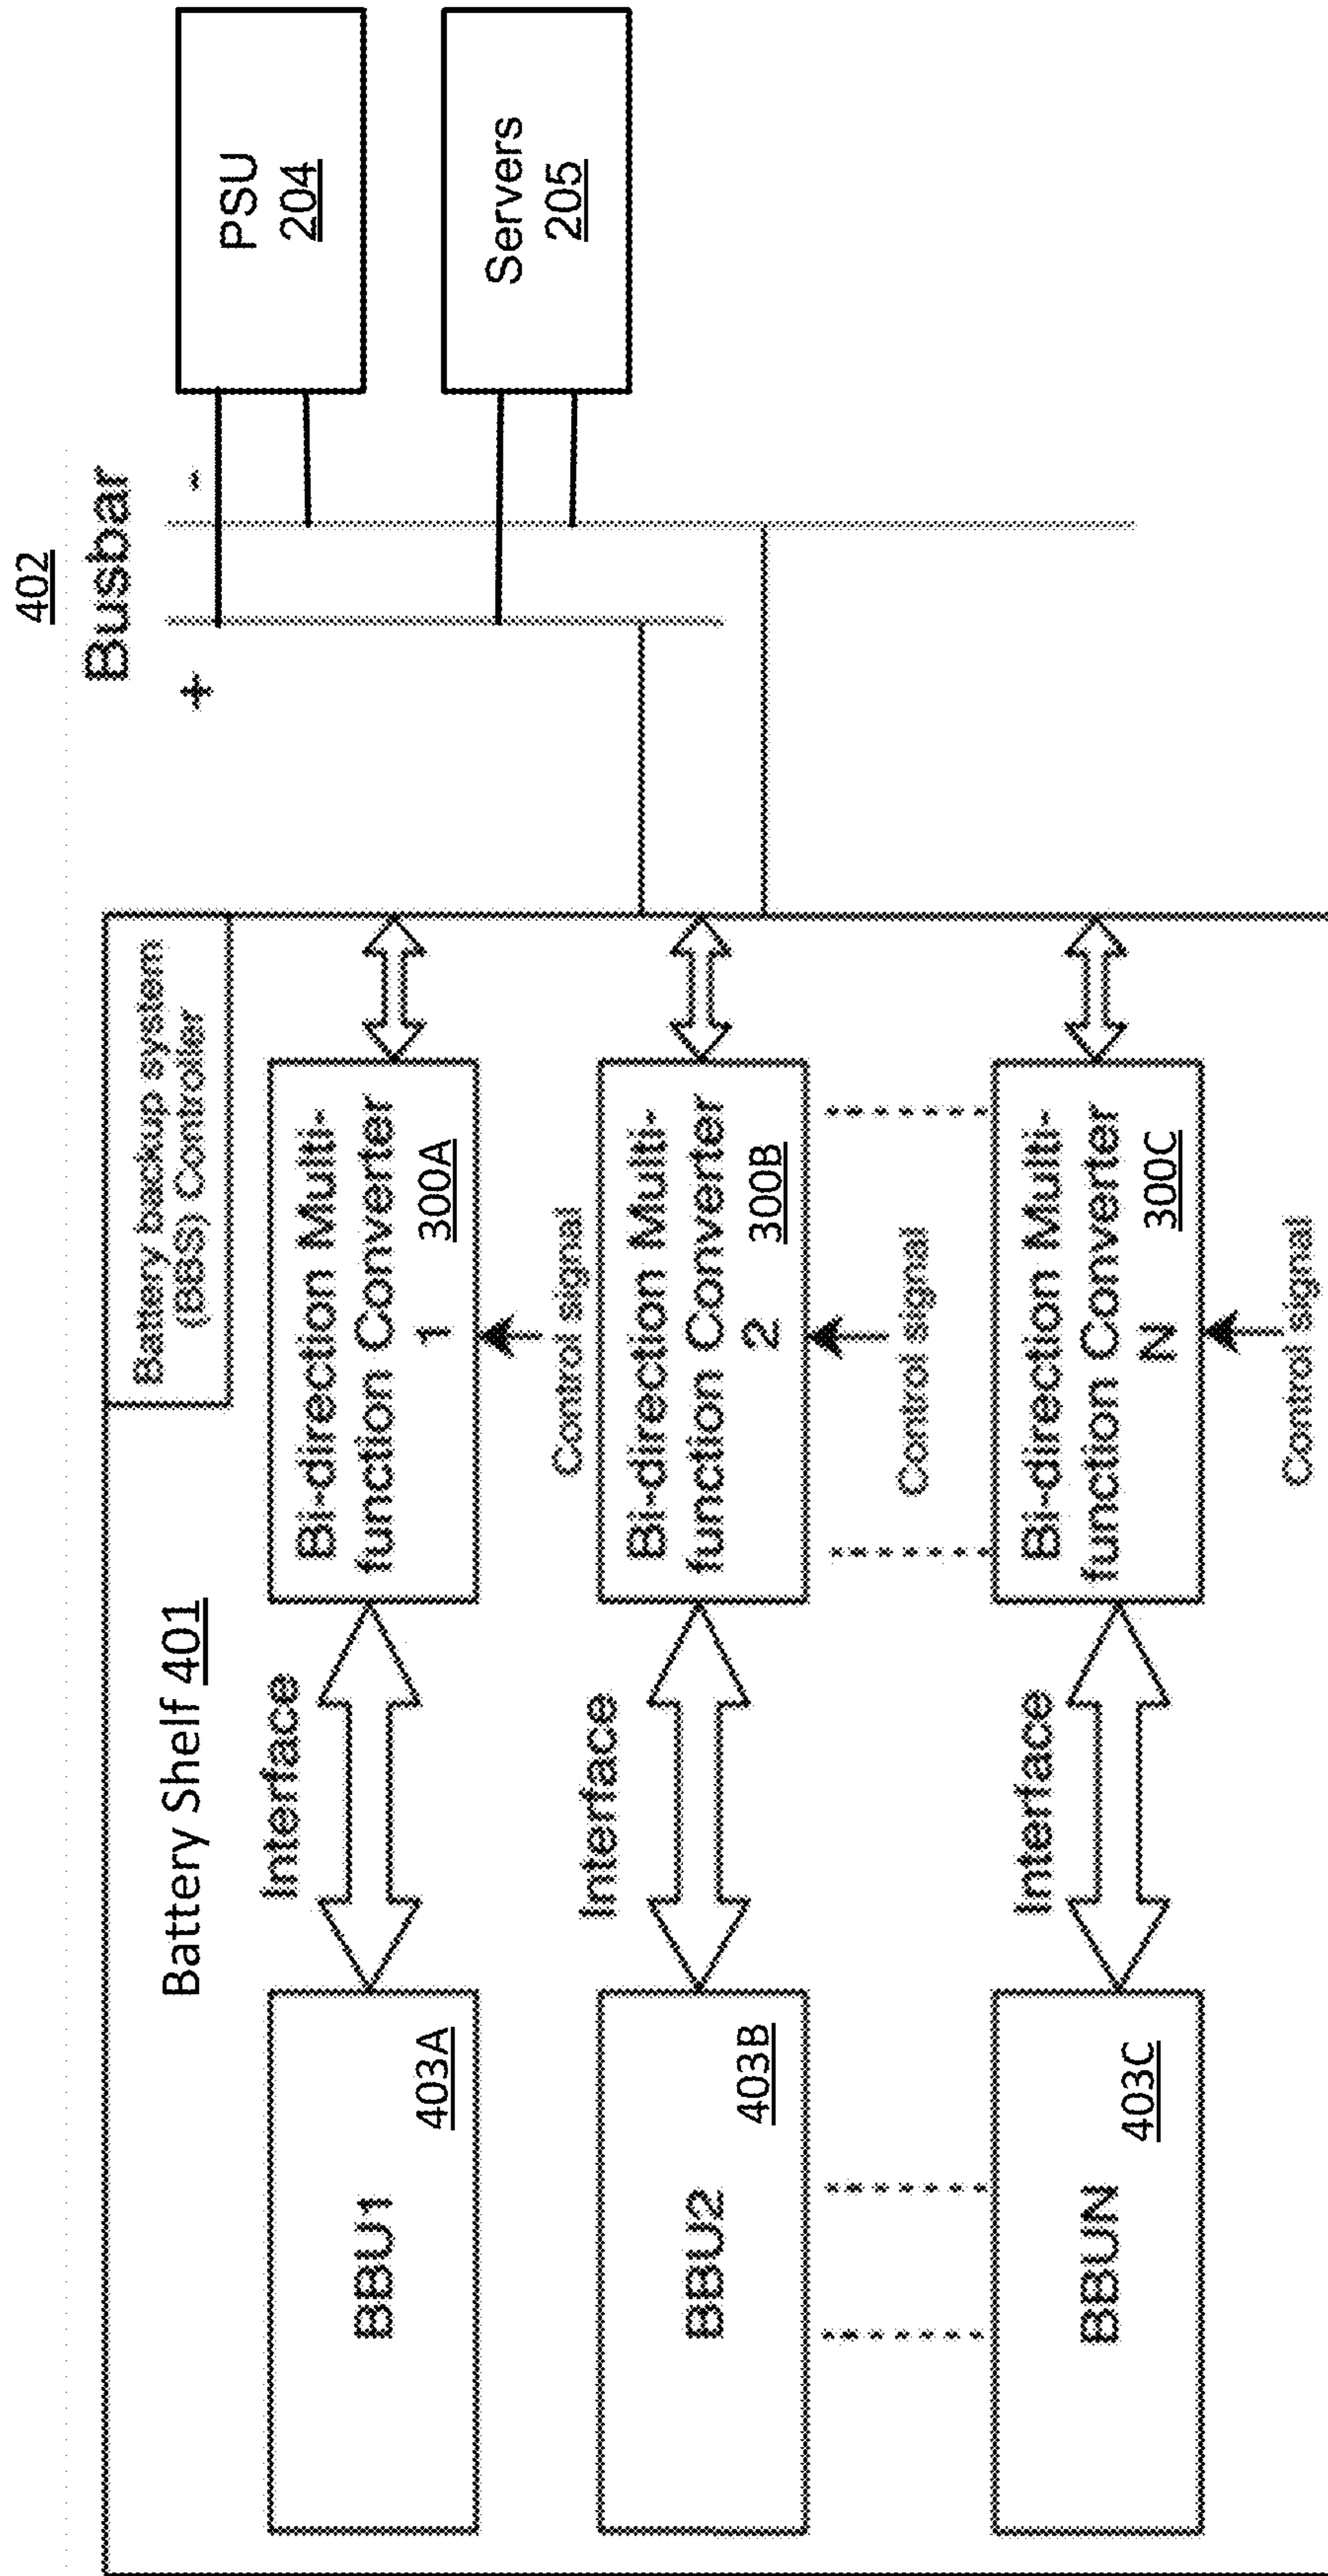 402
Busbar
+
-
PSU
204
Servers
205
Battery backup system
(BBS) Controller
Battery Shelf 401
BBU1
403A
Interface
Bi-direction Multi-
function Converter
1
300A
Control signal
BBU2
403B
Interface
Bi-direction Multi-
function Converter
2
300B
Control signal
BBUN
403C
Interface
Bi-direction Multi-
function Converter
N
300C
Control signal